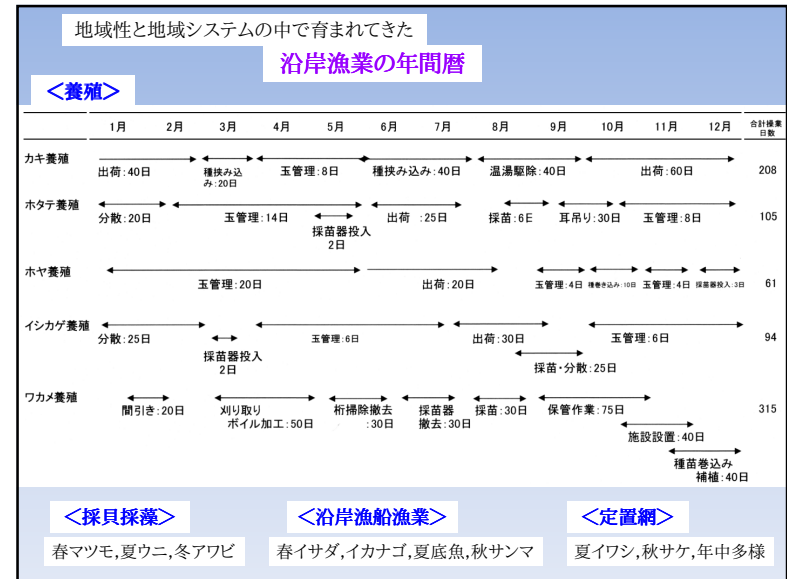 地域性と地域システムの中で育まれてきた
沿岸漁業の年間暦
＜養殖＞
1月 2月 3月 4月 5月 6月 7月 8月 9月 10月 11月 12月 合計操業
日数
カキ養殖
出荷:40日 種挟み込 玉管理:8日 種挟み込み:40日 温湯駆除:40日 出荷:60日 208
み:20日
ホタテ養殖
分散:20日 玉管理:14日 出荷 :25日 採苗:6日 耳吊り:30日 玉管理:8日 105
採苗器投入
2日
ホヤ養殖
玉管理:20日 出荷:20日 玉管理:4日 種巻き込み:10日 玉管理:4日 採苗器投入:3日 61
イシカゲ養殖
分散:25日 玉管理:6日 出荷:30日 玉管理:6日 94
採苗器投入
2日
採苗・分散:25日
ワカメ養殖
間引き:20日 刈り取り 桁掃除撤去 採苗器 採苗:30日 保管作業:75日 315
ボイル加工:50日 :30日 撤去:30日
施設設置:40日
種苗巻込み
補植:40日
＜採貝採藻＞ ＜沿岸漁船漁業＞ ＜定置網＞
春マツモ,夏ウニ,冬アワビ 春イサダ,イカナゴ,夏底魚,秋サンマ 夏イワシ,秋サケ,年中多様